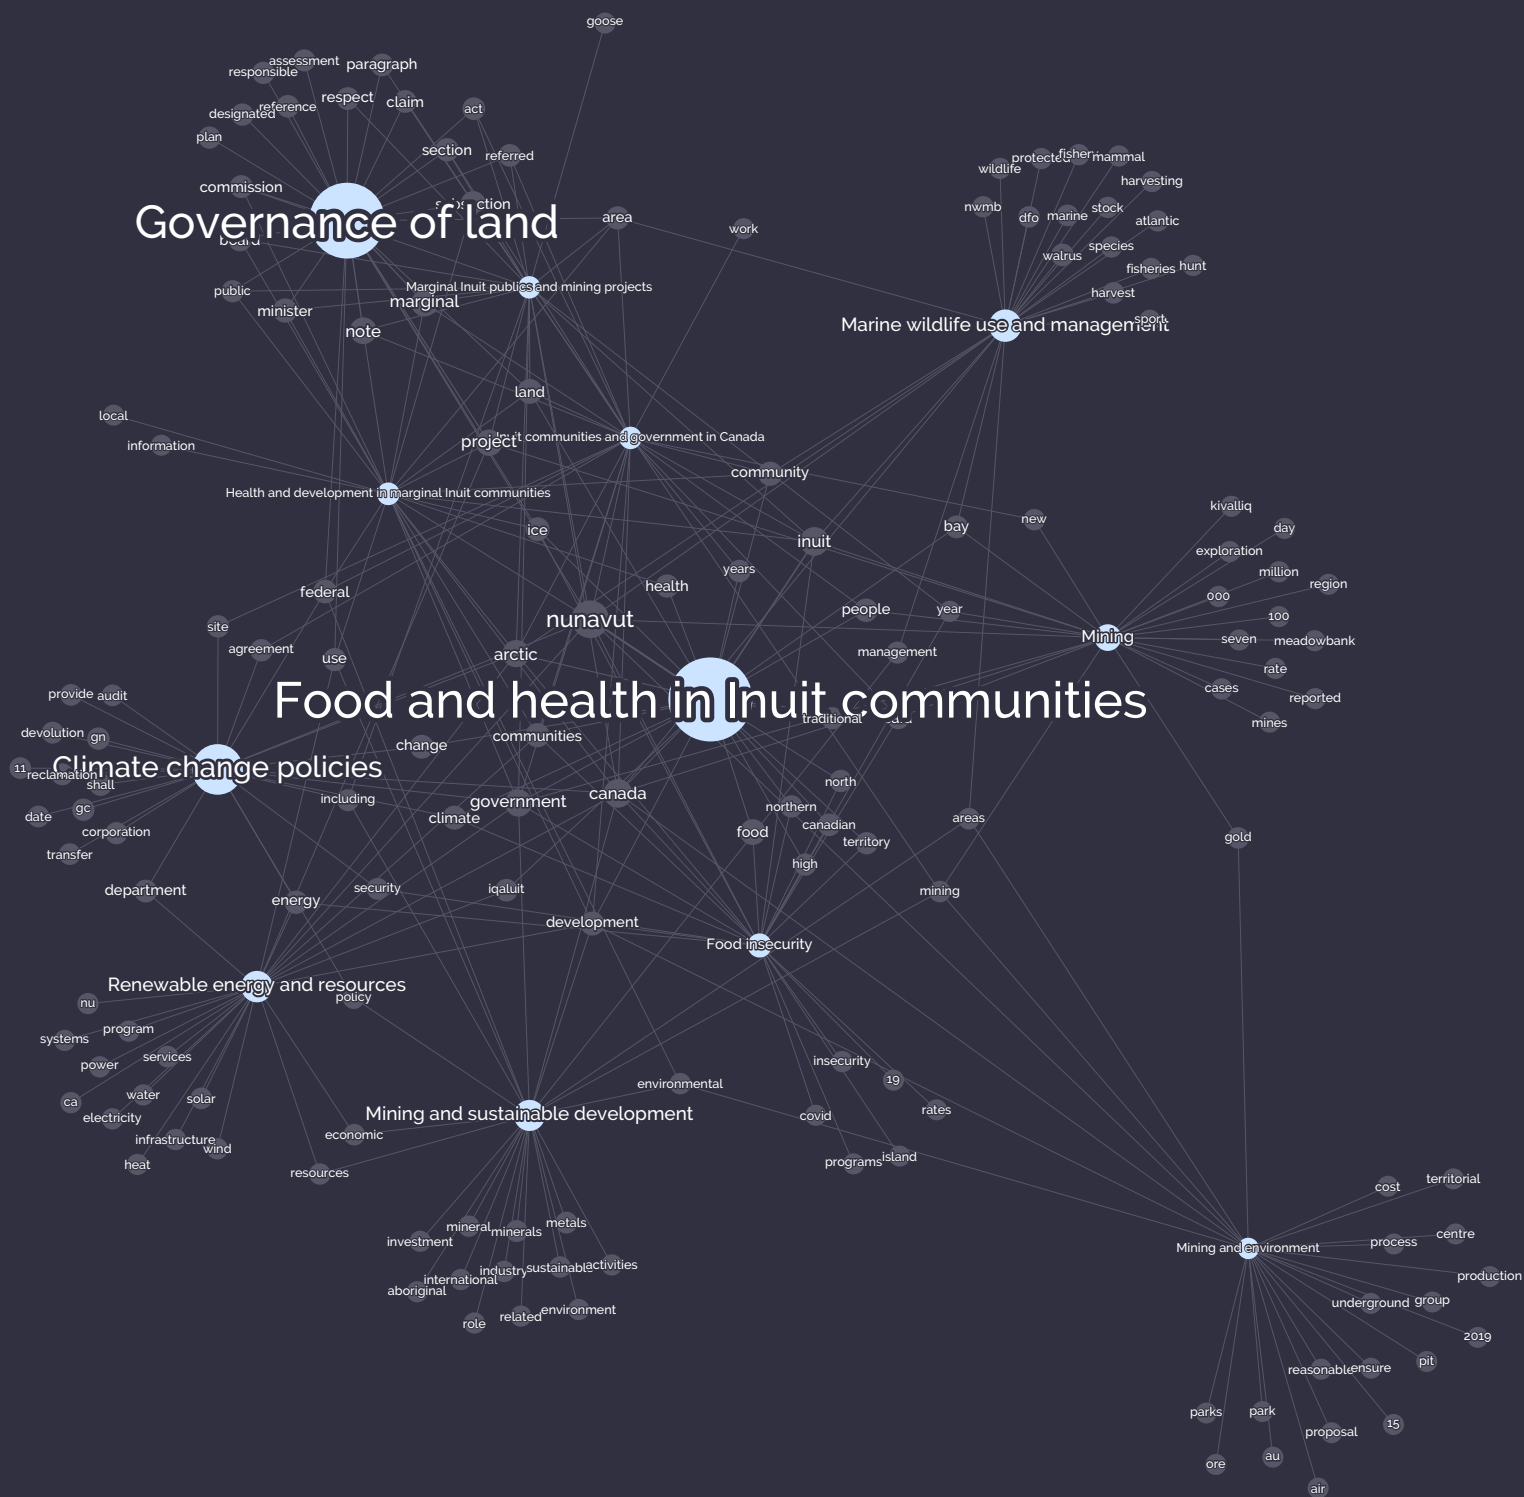 goose
assessment
paragraph
responsible
respect
claim
reference
designated
act
plan
section
referred
commission
Governance of land
area
work
board
Marginal Inuit publics and mining projects
public
marginal
minister
note
protected
fishery
mammal
wildlife
harvesting
nwmb
dfo
marine
stock
atlantic
species
walrus
fisheries
hunt
harvest
sport
Marine wildlife use and management
land
local
information
project
Inuit communities and government in Canada
community
Health and development in marginal Inuit communities
ice
inuit
bay
new
kivalliq
day
exploration
million
region
000
100
seven
meadowbank
rate
cases
reported
mines
Mining
years
health
federal
people
year
nunavut
site
agreement
use
arctic
management
Food and health in Inuit communities
traditional
provide
audit
devolution
gn
communities
change
11
Climate change policies
reclamation
shall
including
gc
date
corporation
transfer
government
canada
climate
north
northern
canadian
areas
food
territory
gold
high
department
energy
security
iqaluit
mining
development
Food insecurity
Renewable energy and resources
policy
nu
program
systems
services
power
water
solar
ca
electricity
infrastructure
wind
heat
insecurity
19
environmental
rates
covid
Mining and sustainable development
economic
island
programs
resources
mineral
metals
minerals
investment
industry
sustainable
activities
international
aboriginal
environment
related
role
cost
territorial
centre
process
Mining and environment
production
underground
group
2019
pit
reasonable
ensure
parks
park
15
proposal
au
ore
air